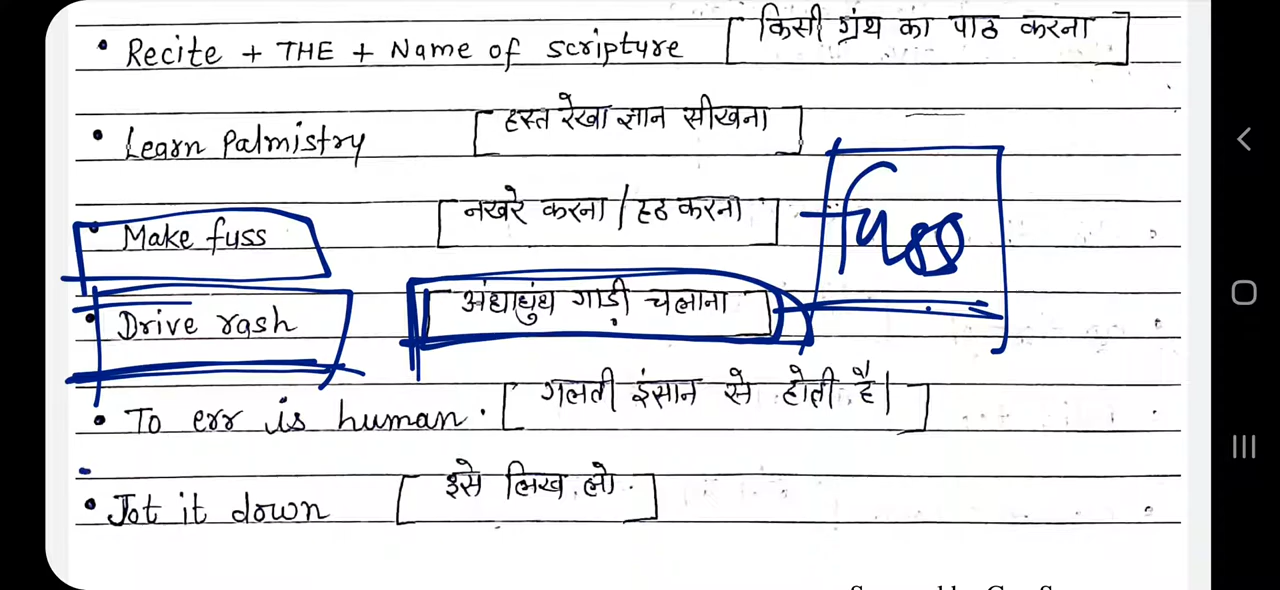 • Recite + THE + Name of scripture [किसी ग्रंथ का पाठ करना]
• Learn Palmistry [हस्त रेखा ज्ञान सीखना]
• Make fuss [नखरे करना / हठ करना] fuss
• Drive rash [अंधाधुंध गाड़ी चलाना]
• To err is human. [गलती इंसान से होती है।]
• Jot it down [इसे लिख लो.]